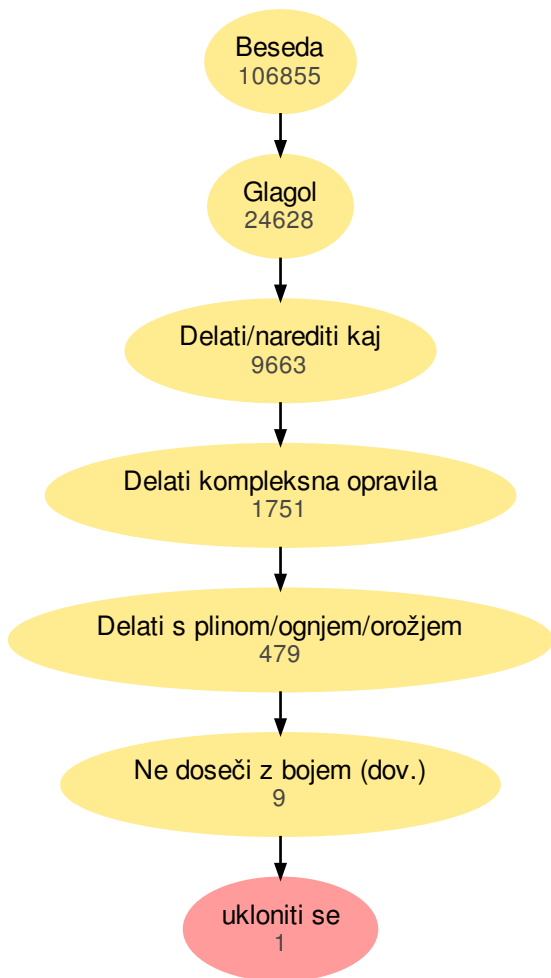 Beseda
106855
Glagol
24628
Delati/narediti kaj
9663
Delati kompleksna opravila
1751
Delati s plinom/ognjem/orožjem
479
Ne doseči z bojem (dov.)
9
ukloniti se
1